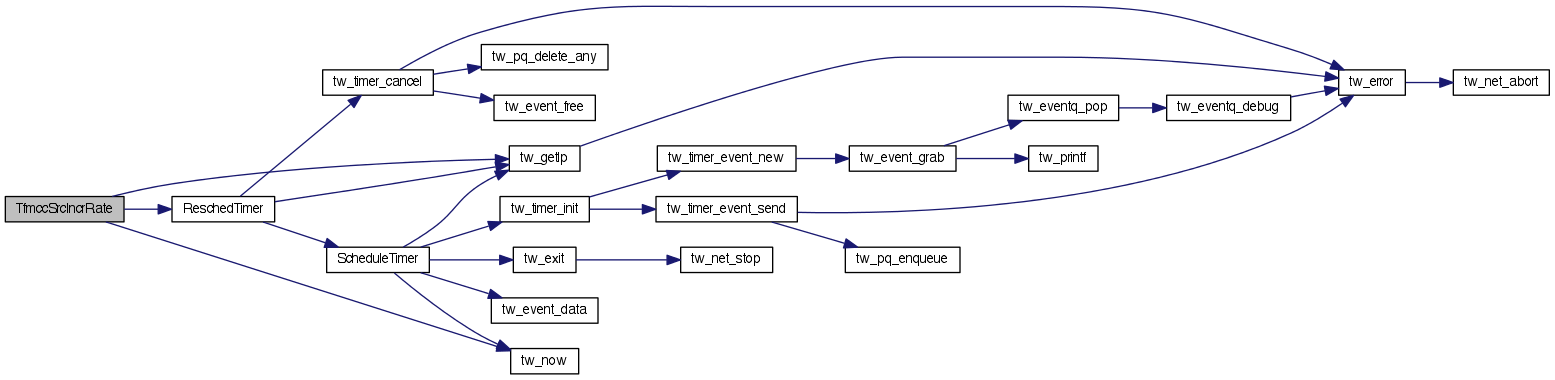 TfmccSrcIncrRate
ReschedTimer
tw_timer_cancel
ScheduleTimer
tw_pq_delete_any
tw_event_free
tw_getlp
tw_timer_init
tw_exit
tw_event_data
tw_now
tw_timer_event_new
tw_timer_event_send
tw_net_stop
tw_event_grab
tw_pq_enqueue
tw_eventq_pop
tw_printf
tw_eventq_debug
tw_error
tw_net_abort